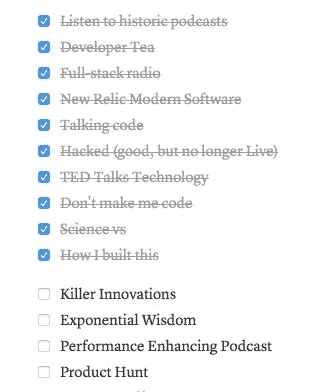 Listen to historic podcasts
Developer Tea
Full-stack radio
New Relic Modern Software
Talking code
Hacked (good, but no longer Live)
TED Talks Technology
Don't make me code
Science vs
How I built this
Killer Innovations
Exponential Wisdom
Performance Enhancing Podcast
Product Hunt